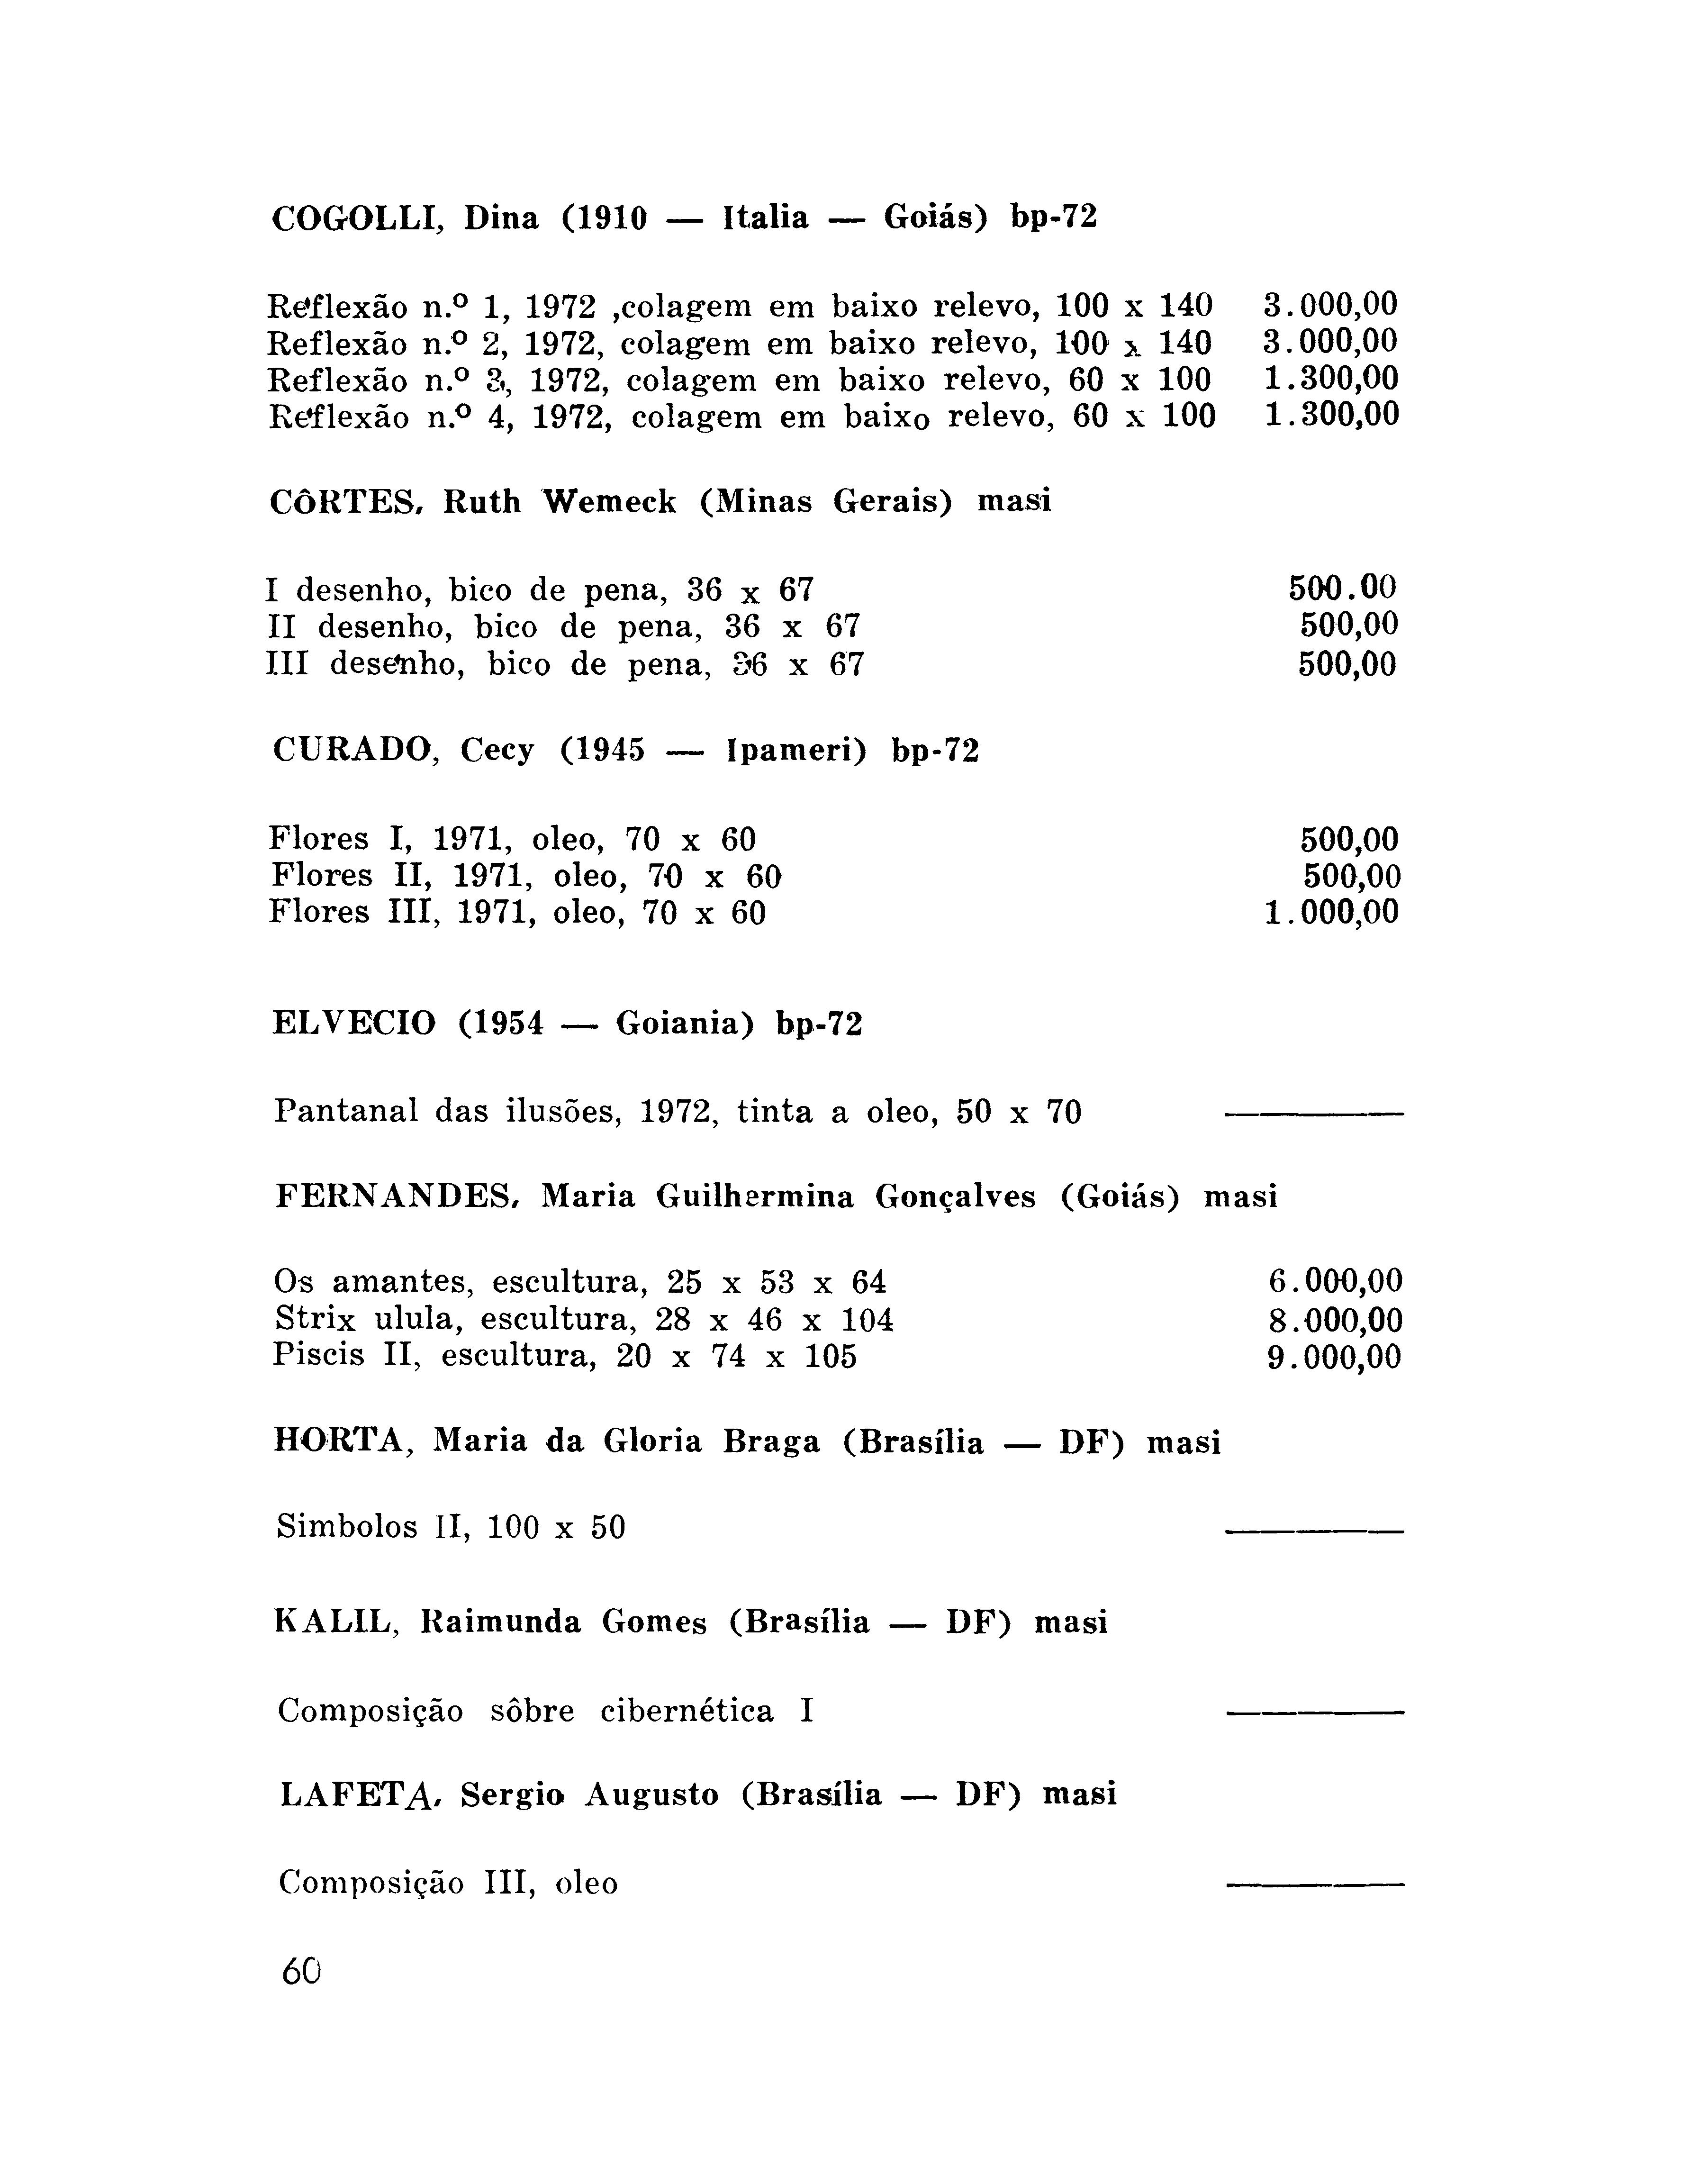 COGOLLI, Dina (1910 — Italia — Goiás) bp-72
Reflexão n.º 1, 1972 ,colagem em baixo relevo, 100 x 140 3.000,00
Reflexão n.º 2, 1972, colagem em baixo relevo, 100 x 140 3.000,00
Reflexão n.º 3, 1972, colagem em baixo relevo, 60 x 100 1.300,00
Reflexão n.º 4, 1972, colagem em baixo relevo, 60 x 100 1.300,00
CôRTES, Ruth Wemeck (Minas Gerais) masi
I desenho, bico de pena, 36 x 67 500.00
II desenho, bico de pena, 36 x 67 500,00
III desenho, bico de pena, 36 x 67 500,00
CURADO, Cecy (1945 — Ipameri) bp-72
Flores I, 1971, oleo, 70 x 60 500,00
Flores II, 1971, oleo, 70 x 60 500,00
Flores III, 1971, oleo, 70 x 60 1.000,00
ELVECIO (1954 — Goiania) bp-72
Pantanal das ilusões, 1972, tinta a oleo, 50 x 70 —————
FERNANDES, Maria Guilhermina Gonçalves (Goiás) masi
Os amantes, escultura, 25 x 53 x 64 6.000,00
Strix ulula, escultura, 28 x 46 x 104 8.000,00
Piscis II, escultura, 20 x 74 x 105 9.000,00
HORTA, Maria da Gloria Braga (Brasília — DF) masi
Simbolos II, 100 x 50 —————
KALIL, Raimunda Gomes (Brasília — DF) masi
Composição sôbre cibernética I —————
LAFETA, Sergio Augusto (Brasília — DF) masi
Composição III, oleo —————
60